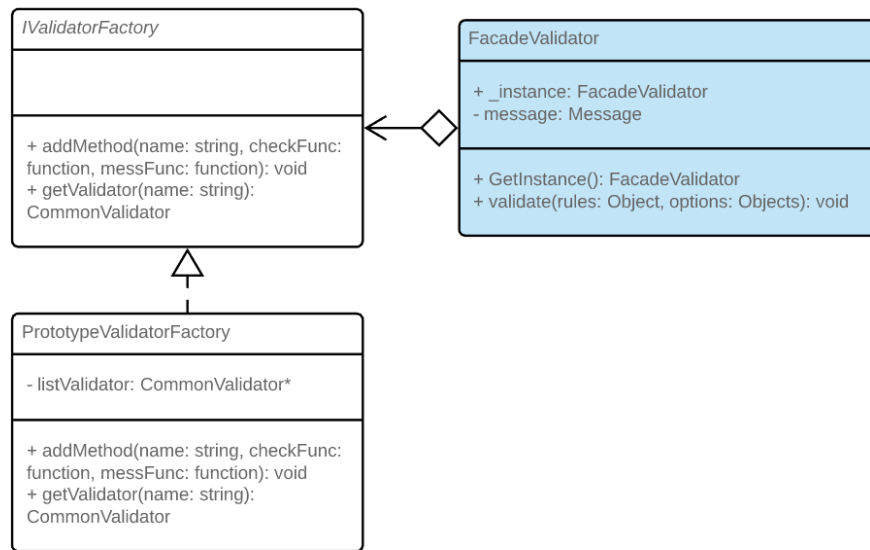 IValidatorFactory
+ addMethod(name: string, checkFunc:
function, messFunc: function): void
+ getValidator(name: string):
CommonValidator
FacadeValidator
+ _instance: FacadeValidator
- message: Message
+ GetInstance(): FacadeValidator
+ validate(rules: Object, options: Objects): void
PrototypeValidatorFactory
- listValidator: CommonValidator*
+ addMethod(name: string, checkFunc:
function, messFunc: function): void
+ getValidator(name: string):
CommonValidator